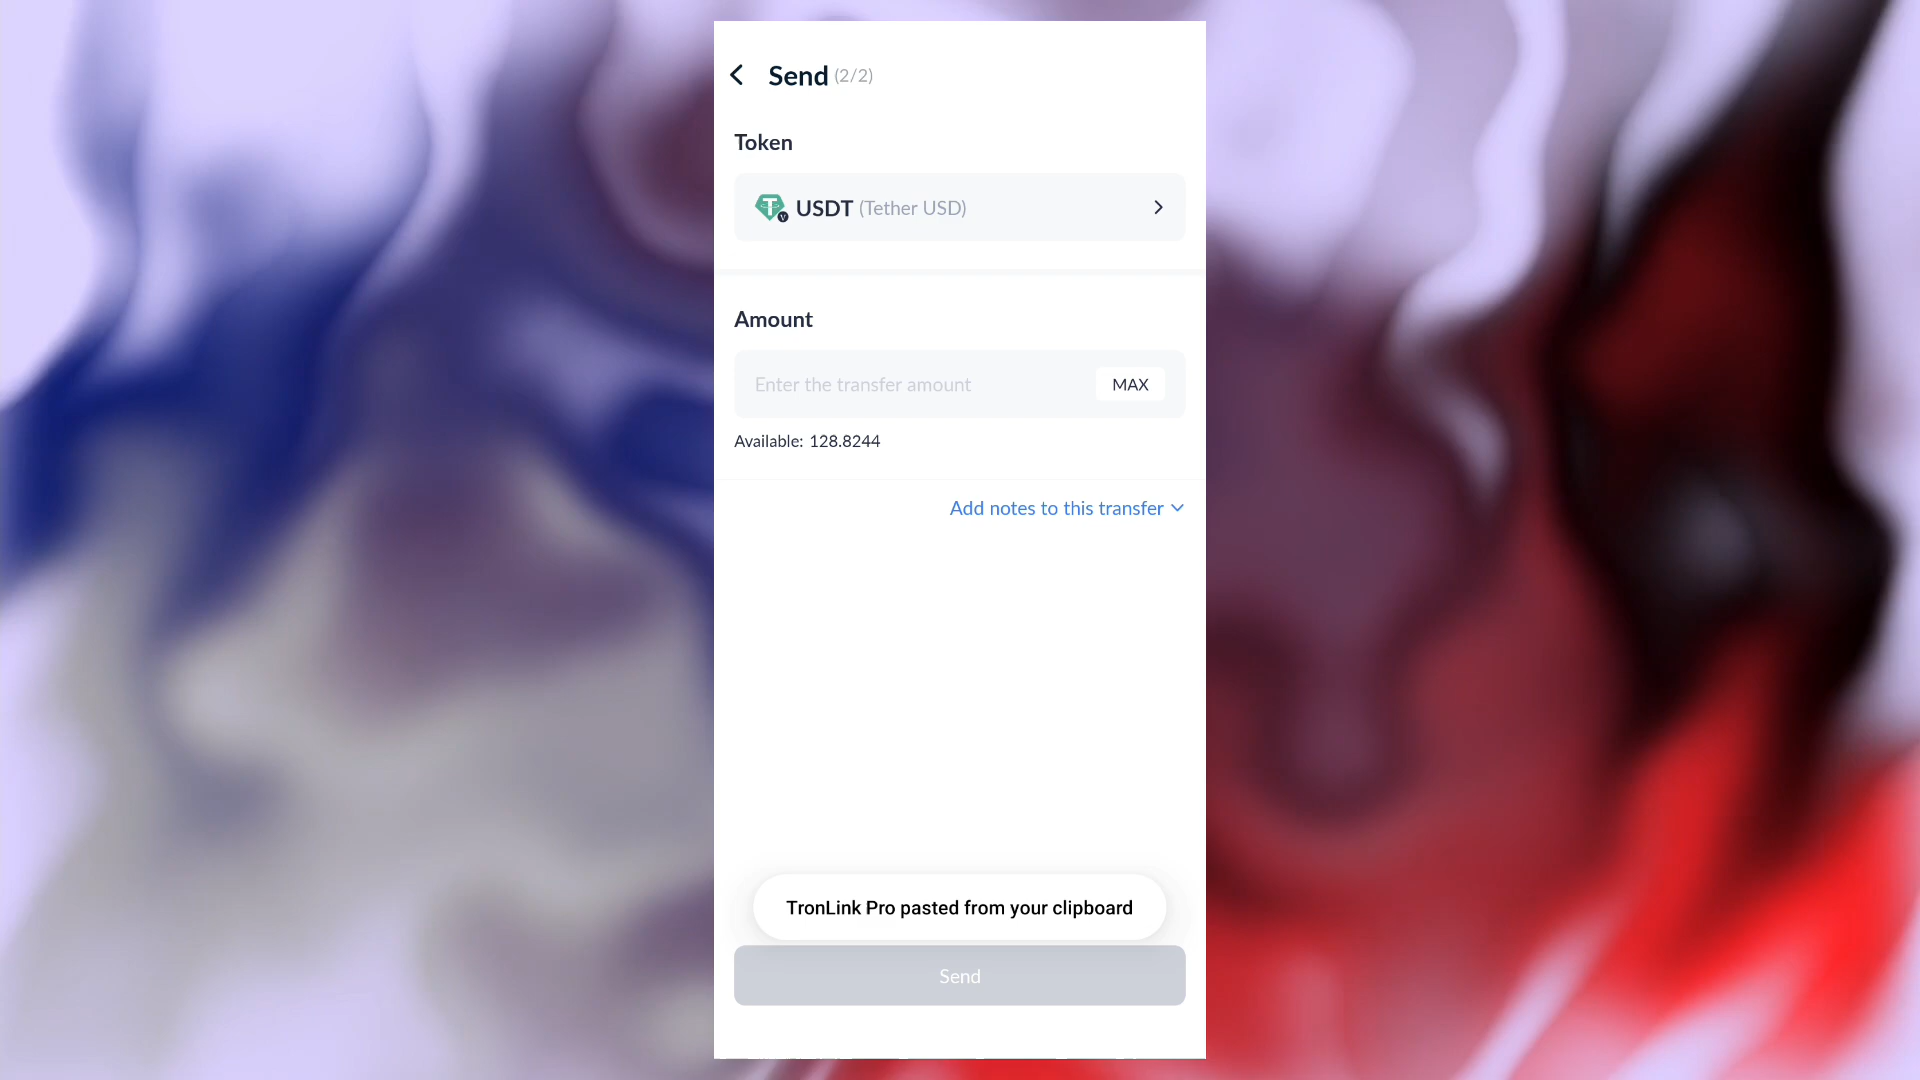 Send (2/2)
Token
USDT (Tether USD)
Amount
Enter the transfer amount
MAX
Available: 128.8244
Add notes to this transfer
TronLink Pro pasted from your clipboard
Send